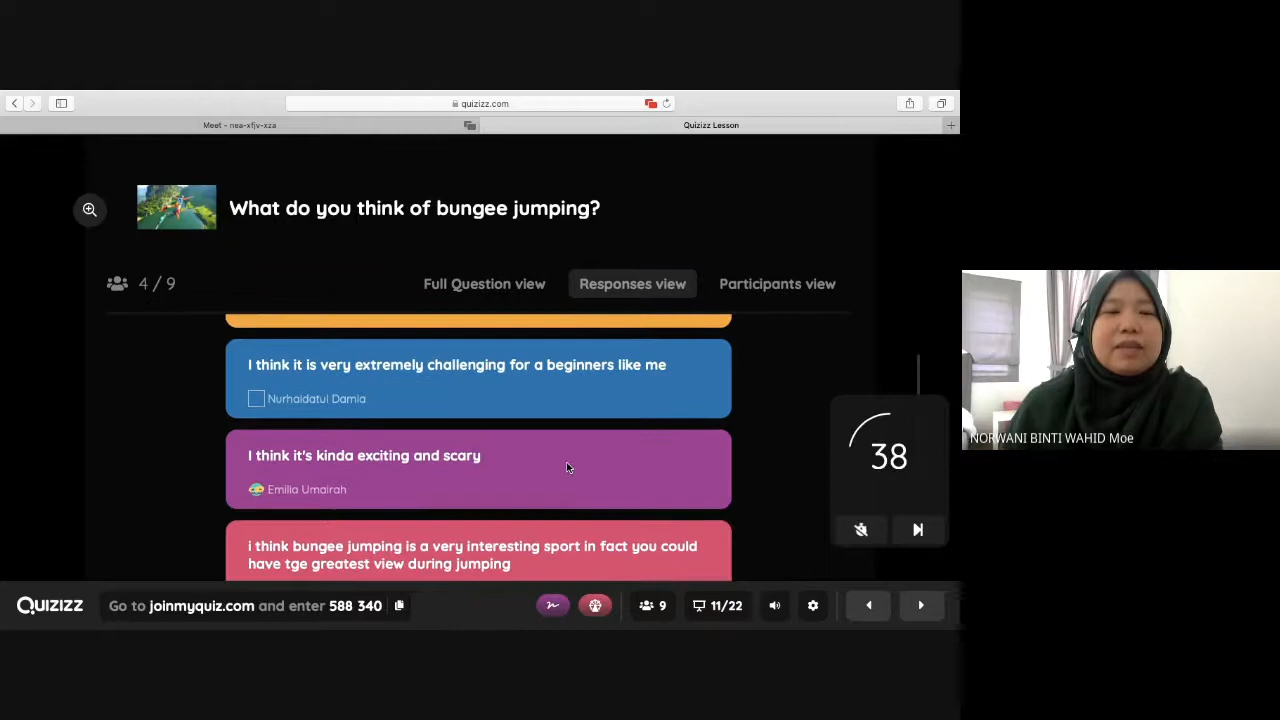 quizizz.com
Meet - nea-xfjv-xza
Quizizz Lesson
What do you think of bungee jumping?
4 / 9
Full Question view
Responses view
Participants view
I think it is very extremely challenging for a beginners like me
Nurhaidatul Damia
I think it's kinda exciting and scary
Emilia Umairah
i think bungee jumping is a very interesting sport in fact you could
have tge greatest view during jumping
38
NORWANI BINTI WAHID Moe
QUIZIZZ
Go to joinmyquiz.com and enter 588 340
9
11/22